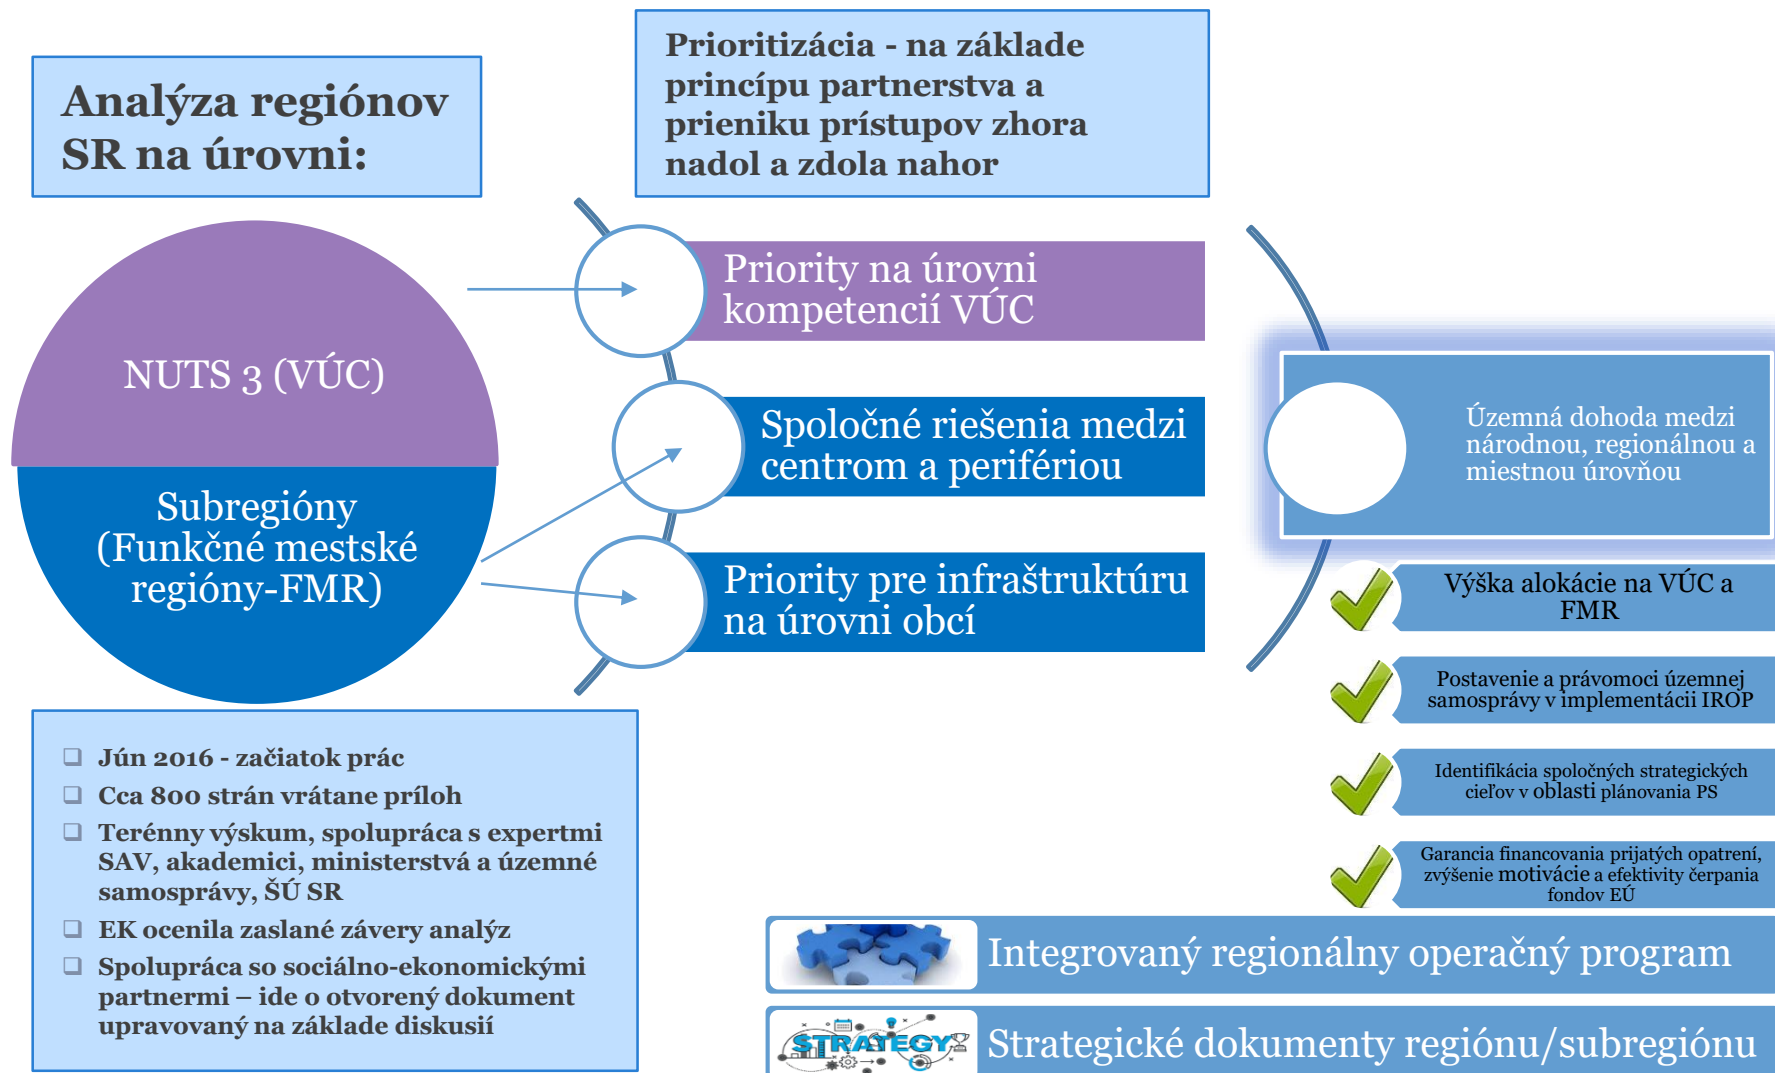 Analýza regiónov
SR na úrovni:
Prioritizácia - na základe
princípu partnerstva a
prieniku prístupov zhora
nadol a zdola nahor
NUTS 3 (VÚC)
Subregióny
(Funkčné mestské
regióny-FMR)
Priority na úrovni
kompetencií VÚC
Spoločné riešenia medzi
centrom a perifériou
Priority pre infraštruktúru
na úrovni obcí
Územná dohoda medzi
národnou, regionálnou a
miestnou úrovňou
Výška alokácie na VÚC a
FMR
Postavenie a právomoci územnej
samosprávy v implementácii IROP
Identifikácia spoločných strategických
cieľov v oblasti plánovania PS
Garancia financovania prijatých opatrení,
zvýšenie motivácie a efektivity čerpania
fondov EÚ
Jún 2016 - začiatok prác
Cca 800 strán vrátane príloh
Terénny výskum, spolupráca s expertmi
SAV, akademici, ministerstvá a územné
samosprávy, ŠÚ SR
EK ocenila zaslané závery analýz
Spolupráca so sociálno-ekonomickými
partnermi – ide o otvorený dokument
upravovaný na základe diskusií
Integrovaný regionálny operačný program
STRATEGY
Strategické dokumenty regiónu/subregiónu